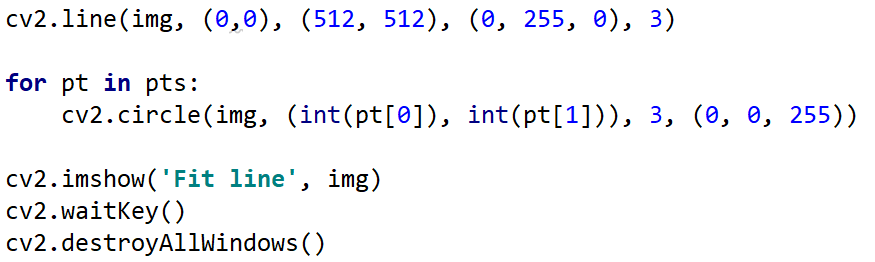 cv2.line(img, (0,0), (512, 512), (0, 255, 0), 3)
for pt in pts:
    cv2.circle(img, (int(pt[0]), int(pt[1])), 3, (0, 0, 255))
cv2.imshow('Fit line', img)
cv2.waitKey()
cv2.destroyAllWindows()